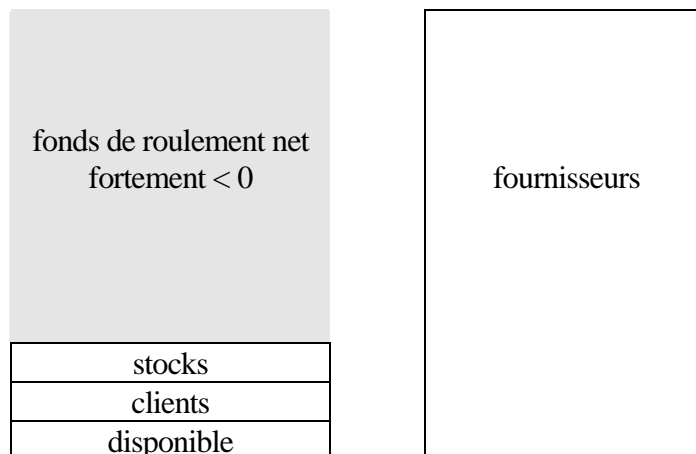 fonds de roulement net
fortement < 0
fournisseurs
stocks
clients
disponible